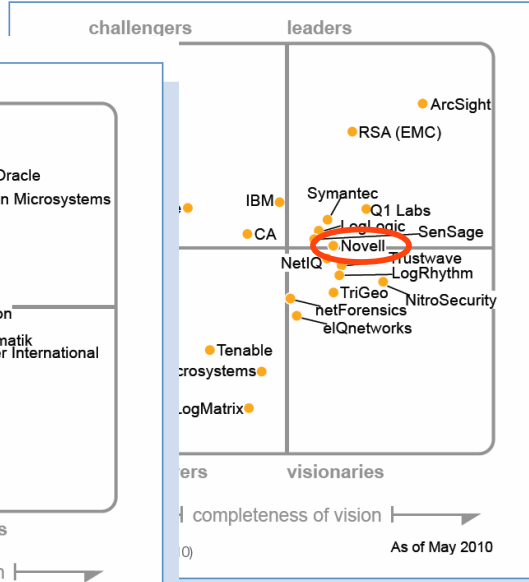 challengers
leaders
ArcSight
RSA (EMC)
Symantec
IBM
Q1 Labs
LogLogic
CA
SenSage
Novell
NetIQ
Trustwave
LogRhythm
TriGeo
NitroSecurity
netForensics
eIQnetworks
Tenable
crosystems
LogMatrix
ers
visionaries
completeness of vision
As of May 2010
0)
Oracle
n Microsystems
on
matik
r International
s
n